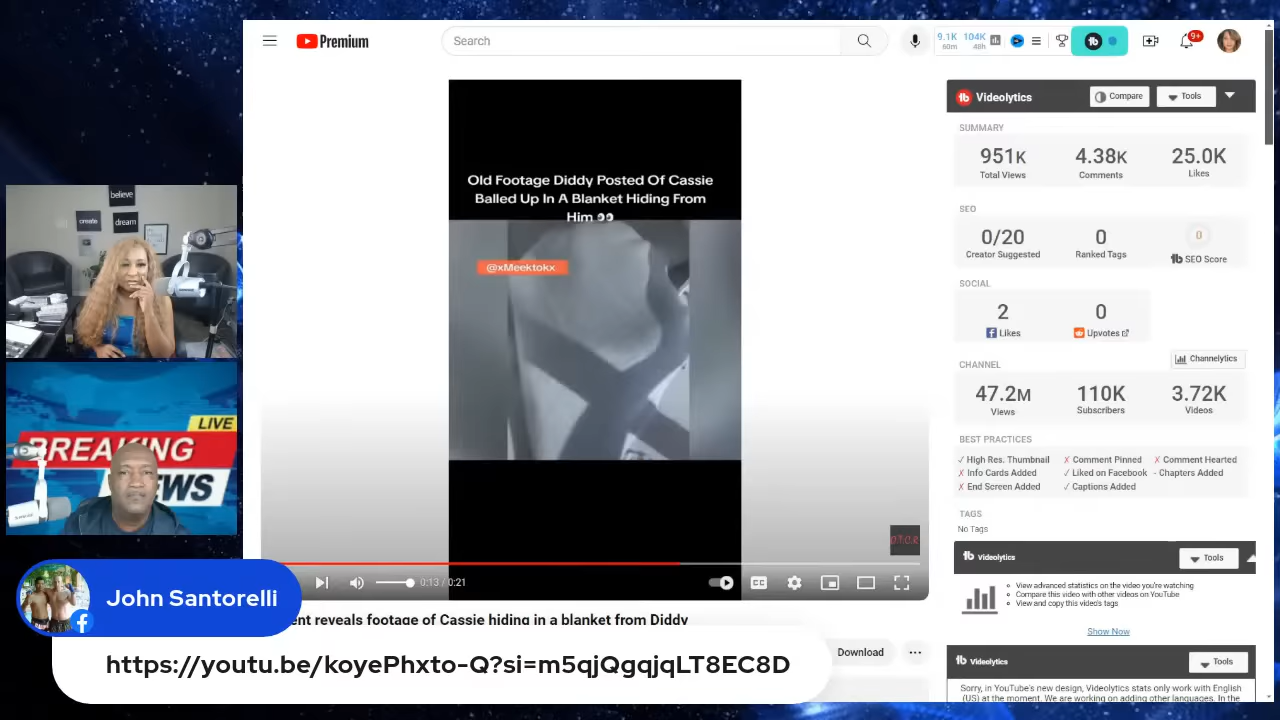 Premium
Search
9.1K 104K
60m 48h
9+
believe
create
dream
LIVE
BREAKING
NEWS
Old Footage Diddy Posted Of Cassie
Balled Up In A Blanket Hiding From
Him 👀
@xMeektokx
0:13 / 0:21
ent reveals footage of Cassie hiding in a blanket from Diddy
Download
John Santorelli
https://youtu.be/koyePhxto-Q?si=m5qjQgqjqLT8EC8D
Videolytics
Compare
Tools
SUMMARY
951K 4.38K 25.0K
Total Views Comments Likes
SEO
0/20 0 0
Creator Suggested Ranked Tags SEO Score
SOCIAL
2 0
Likes Upvotes
CHANNEL
Channelytics
47.2M 110K 3.72K
Views Subscribers Videos
BEST PRACTICES
✓ High Res. Thumbnail ✗ Comment Pinned ✗ Comment Hearted
✗ Info Cards Added ✓ Liked on Facebook - Chapters Added
✗ End Screen Added ✓ Captions Added
TAGS
No Tags
Videolytics
Tools
View advanced statistics on the video you're watching
Compare this video with other videos on YouTube
View and copy this video's tags
Show Now
Videolytics
Tools
Sorry, in YouTube's new design, Videolytics stats only work with English
(US) at the moment. We are working on adding other languages. In the